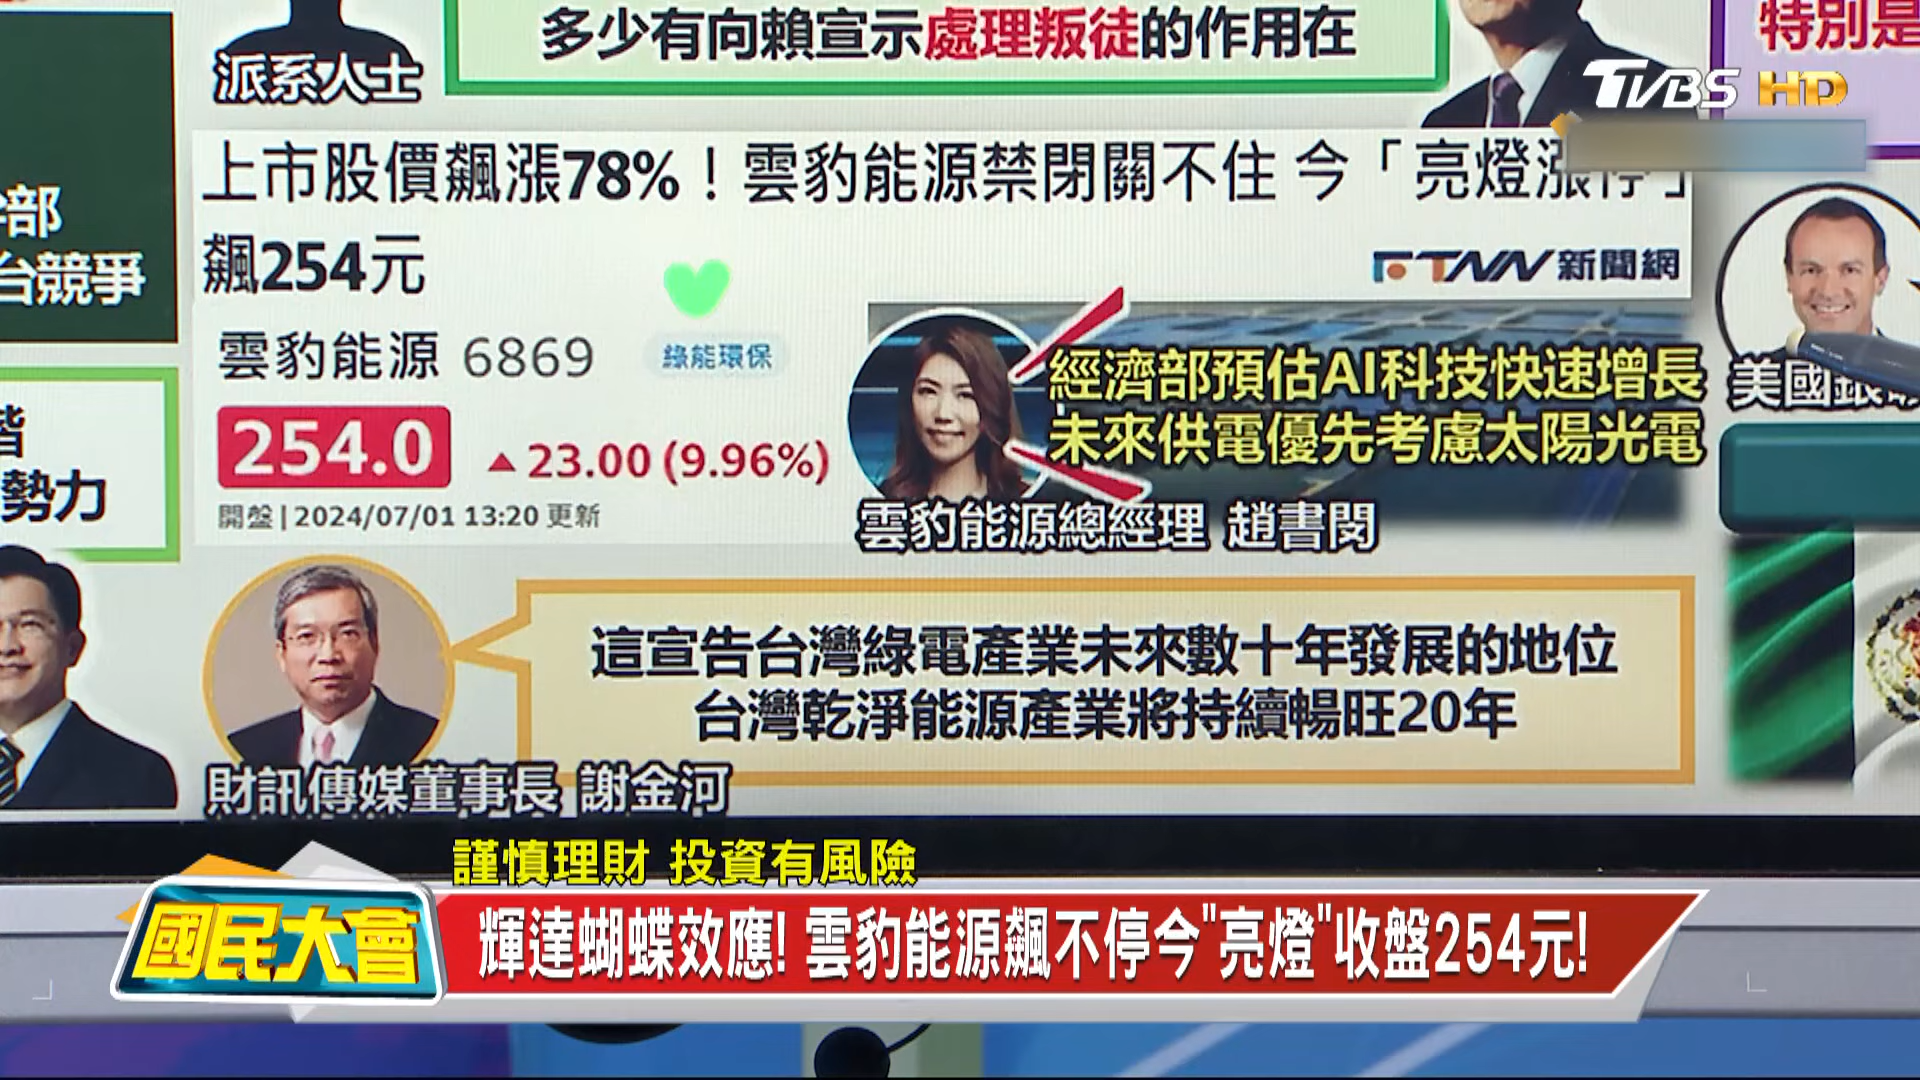 多少有向賴宣示處理叛徒的作用在
派系人士
特別是
TVBS HD
上市股價飆漲78%！雲豹能源禁閉關不住 今「亮燈漲停」
飆254元
FTNN新聞網
部
台競爭
雲豹能源 6869
綠能環保
254.0
▲23.00 (9.96%)
開盤 | 2024/07/01 13:20 更新
經濟部預估AI科技快速增長
未來供電優先考慮太陽光電
雲豹能源總經理 趙書閔
美國銀
勢力
這宣告台灣綠電產業未來數十年發展的地位
台灣乾淨能源產業將持續暢旺20年
財訊傳媒董事長 謝金河
謹慎理財 投資有風險
國民大會
輝達蝴蝶效應! 雲豹能源飆不停今"亮燈"收盤254元!